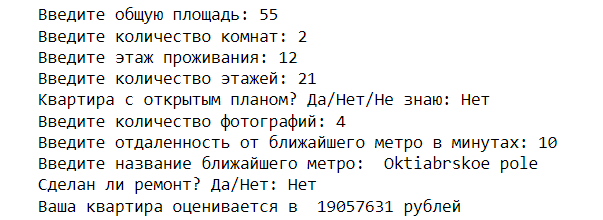 Введите общую площадь: 55
Введите количество комнат: 2
Введите этаж проживания: 12
Введите количество этажей: 21
Квартира с открытым планом? Да/Нет/Не знаю: Нет
Введите количество фотографий: 4
Введите отдаленность от ближайшего метро в минутах: 10
Введите название ближайшего метро:  Oktiabrskoe pole
Сделан ли ремонт? Да/Нет: Нет
Ваша квартира оценивается в  19057631 рублей